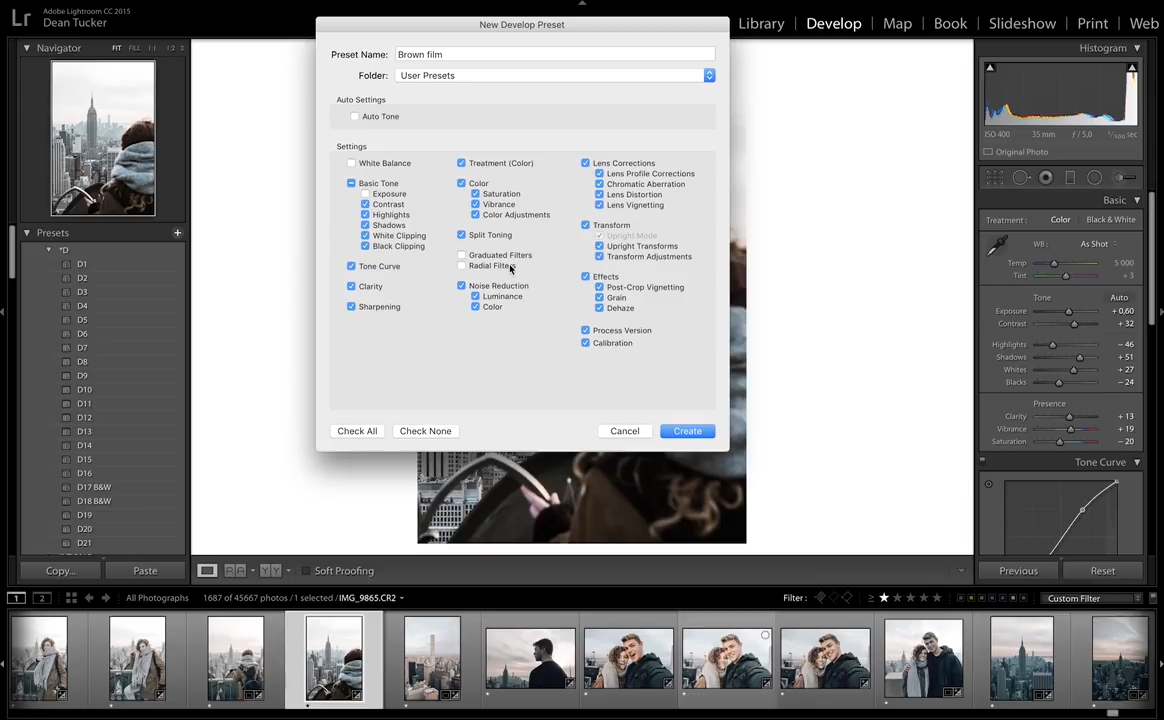 Lr
Adobe Lightroom CC 2015
Dean Tucker
Library | Develop | Map | Book | Slideshow | Print | Web
Navigator FIT FILL 1:1 1:2
Presets +
*D
D1
D2
D3
D4
D5
D6
D7
D8
D9
D10
D11
D12
D13
D14
D15
D16
D17 B&W
D18 B&W
D19
D20
D21
Copy... Paste
New Develop Preset
Preset Name: Brown film
Folder: User Presets
Auto Settings
Auto Tone
Settings
White Balance
Basic Tone
Exposure
Contrast
Highlights
Shadows
White Clipping
Black Clipping
Tone Curve
Clarity
Sharpening
Treatment (Color)
Color
Saturation
Vibrance
Color Adjustments
Split Toning
Graduated Filters
Radial Filters
Noise Reduction
Luminance
Color
Lens Corrections
Lens Profile Corrections
Chromatic Aberration
Lens Distortion
Lens Vignetting
Transform
Upright Mode
Upright Transforms
Transform Adjustments
Effects
Post-Crop Vignetting
Grain
Dehaze
Process Version
Calibration
Check All Check None Cancel Create
Soft Proofing
Histogram
ISO 400 35 mm ƒ / 5,0 1/500 sec
Original Photo
Basic
Treatment : Color Black & White
WB : As Shot
Temp 5 000
Tint + 3
Tone Auto
Exposure + 0,60
Contrast + 32
Highlights − 46
Shadows + 51
Whites + 27
Blacks − 24
Presence
Clarity + 13
Vibrance + 19
Saturation − 20
Tone Curve
Previous Reset
1 2 All Photographs 1687 of 45667 photos / 1 selected / IMG_9865.CR2 Filter : ≥ Custom Filter